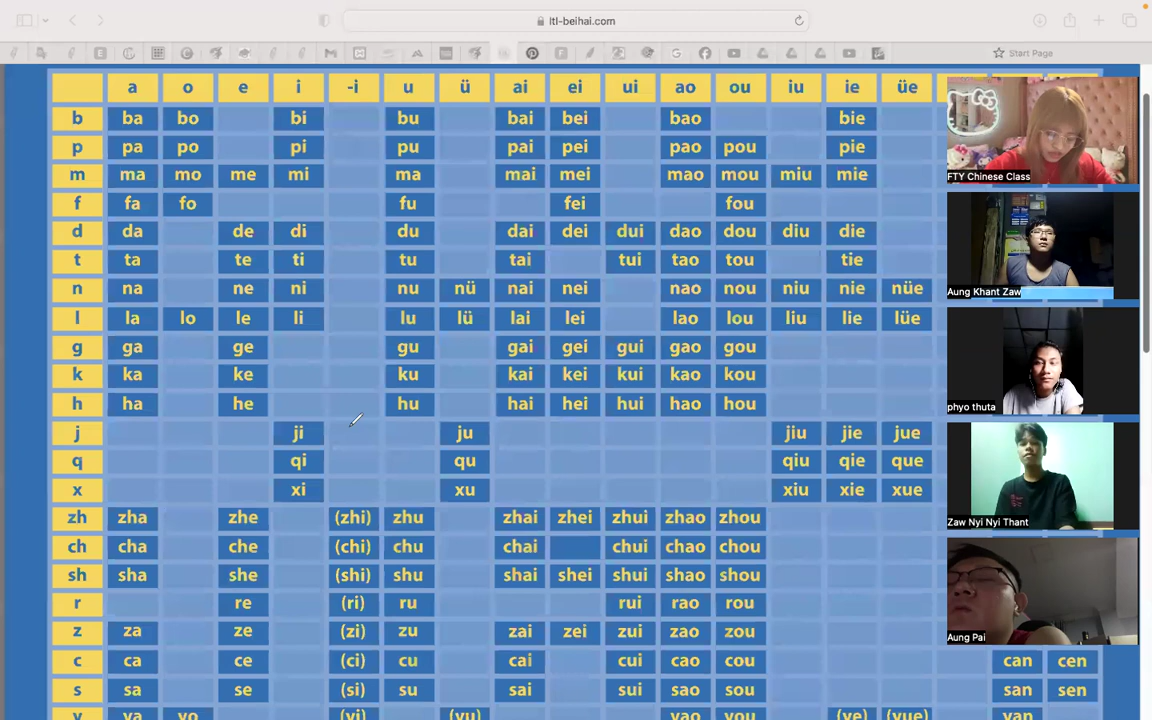 ltl-beihai.com
Start Page
a o e i -i u ü ai ei ui ao ou iu ie üe
b ba bo bi bu bai bei bao bie
p pa po pi pu pai pei pao pou pie
m ma mo me mi ma mai mei mao mou miu mie
f fa fo fu fei fou
d da de di du dai dei dui dao dou diu die
t ta te ti tu tai tui tao tou tie
n na ne ni nu nü nai nei nao nou niu nie nüe
l la lo le li lu lü lai lei lao lou liu lie lüe
g ga ge gu gai gei gui gao gou
k ka ke ku kai kei kui kao kou
h ha he hu hai hei hui hao hou
j ji ju jiu jie jue
q qi qu qiu qie que
x xi xu xiu xie xue
zh zha zhe (zhi) zhu zhai zhei zhui zhao zhou
ch cha che (chi) chu chai chui chao chou
sh sha she (shi) shu shai shei shui shao shou
r re (ri) ru rui rao rou
z za ze (zi) zu zai zei zui zao zou
c ca ce (ci) cu cai cui cao cou can cen
s sa se (si) su sai sui sao sou san sen
y ya yo (yi) (yu) yao you (ye) (yue) yan
FTY Chinese Class
Aung Khant Zaw
phyo thuta
Zaw Nyi Nyi Thant
Aung Pai